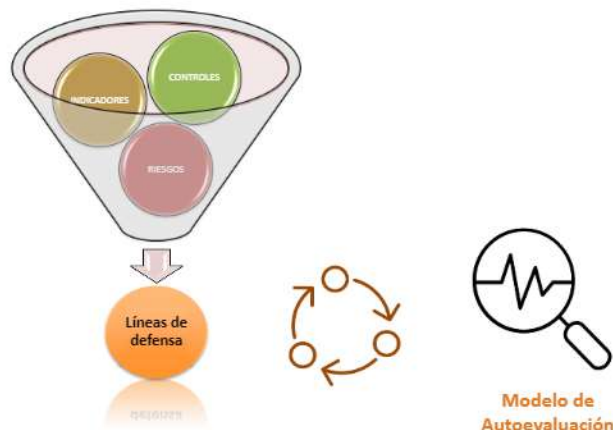 CONTROLES
INDICADORES
RIESGOS
Líneas de
defensa
Modelo de
Autoevaluación